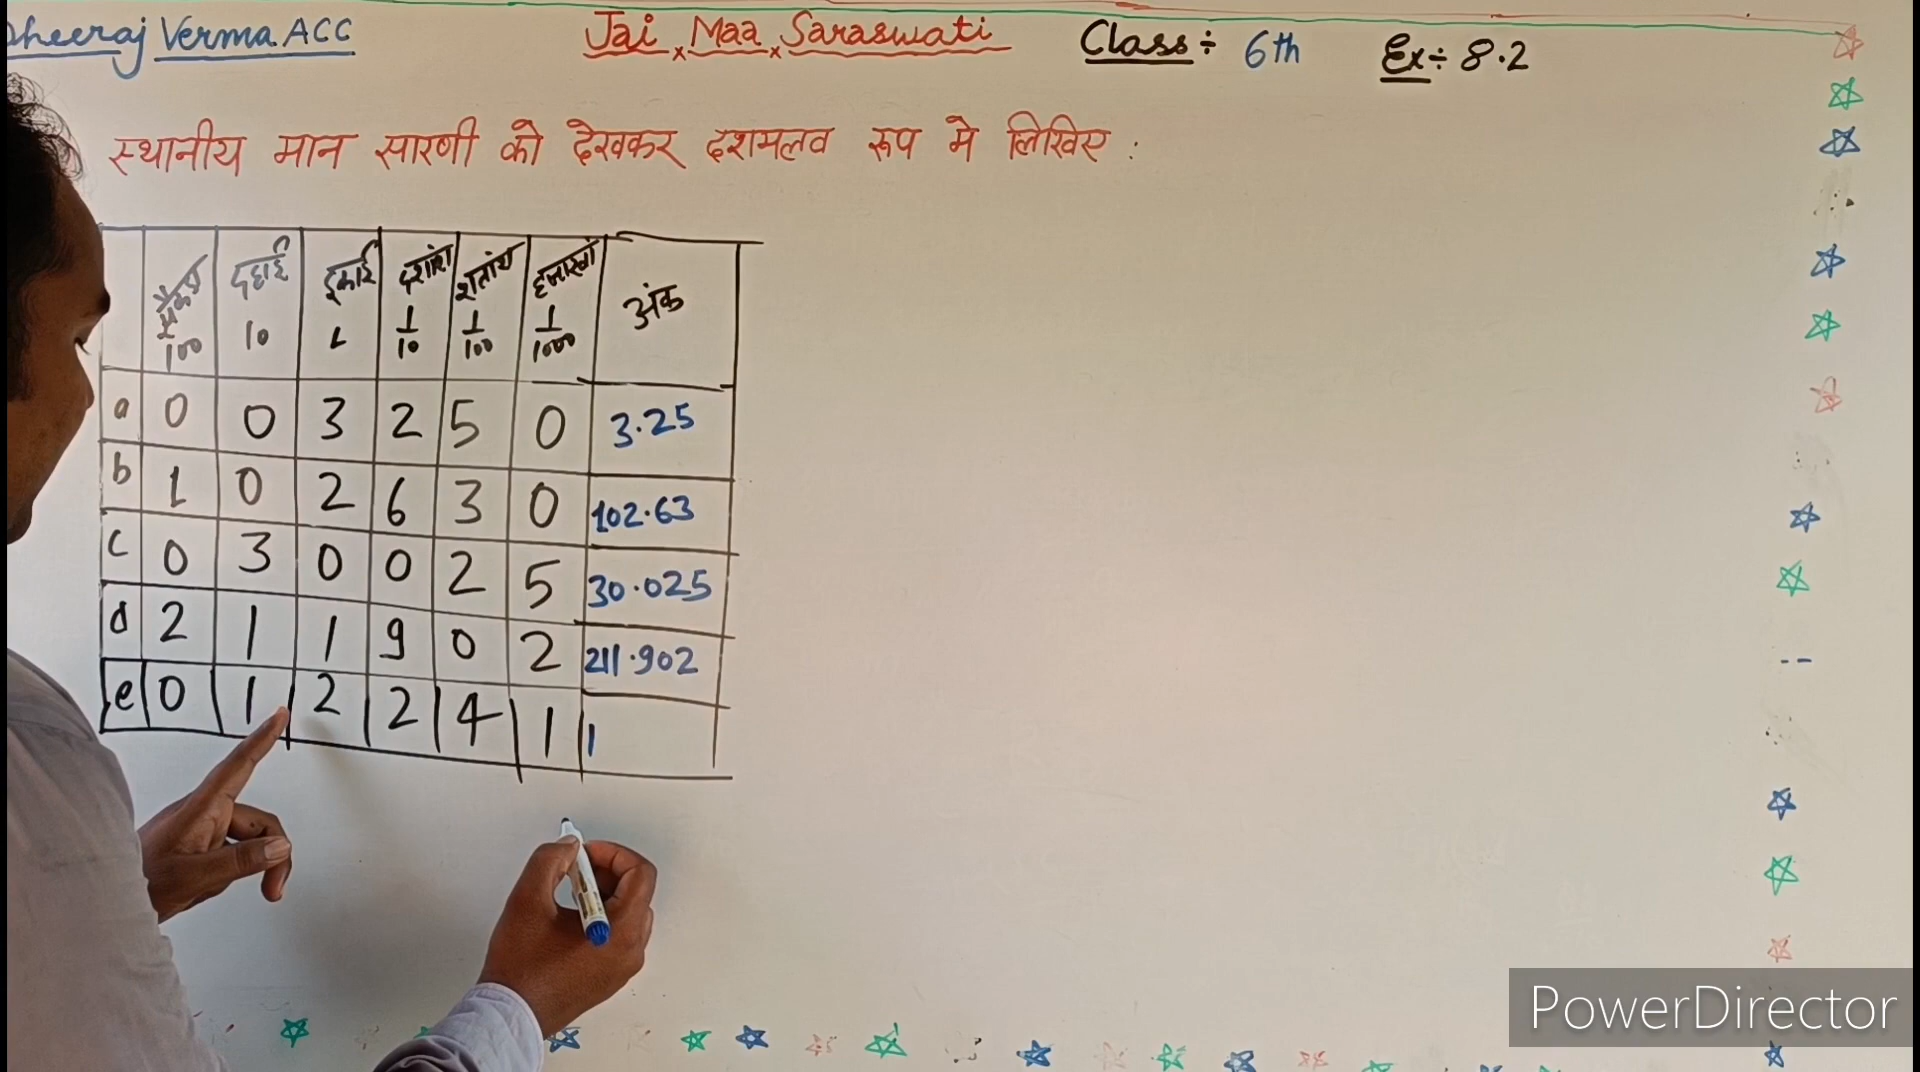 Dheeraj Verma ACC Jai x Maa x Saraswati Class ÷ 6th Ex ÷ 8.2
स्थानीय मान सारणी को देखकर दशमलव रूप मे लिखिए :
दहाई इकाई दशांश शतांश अंक
100 10 1 1/10 1/100 1/1000
a 0 0 3 2 5 0 3.25
b 1 0 2 6 3 0 102.63
c 0 3 0 0 2 5 30.025
d 2 1 1 9 0 2 211.902
e 0 1 2 2 4 1 1
PowerDirector